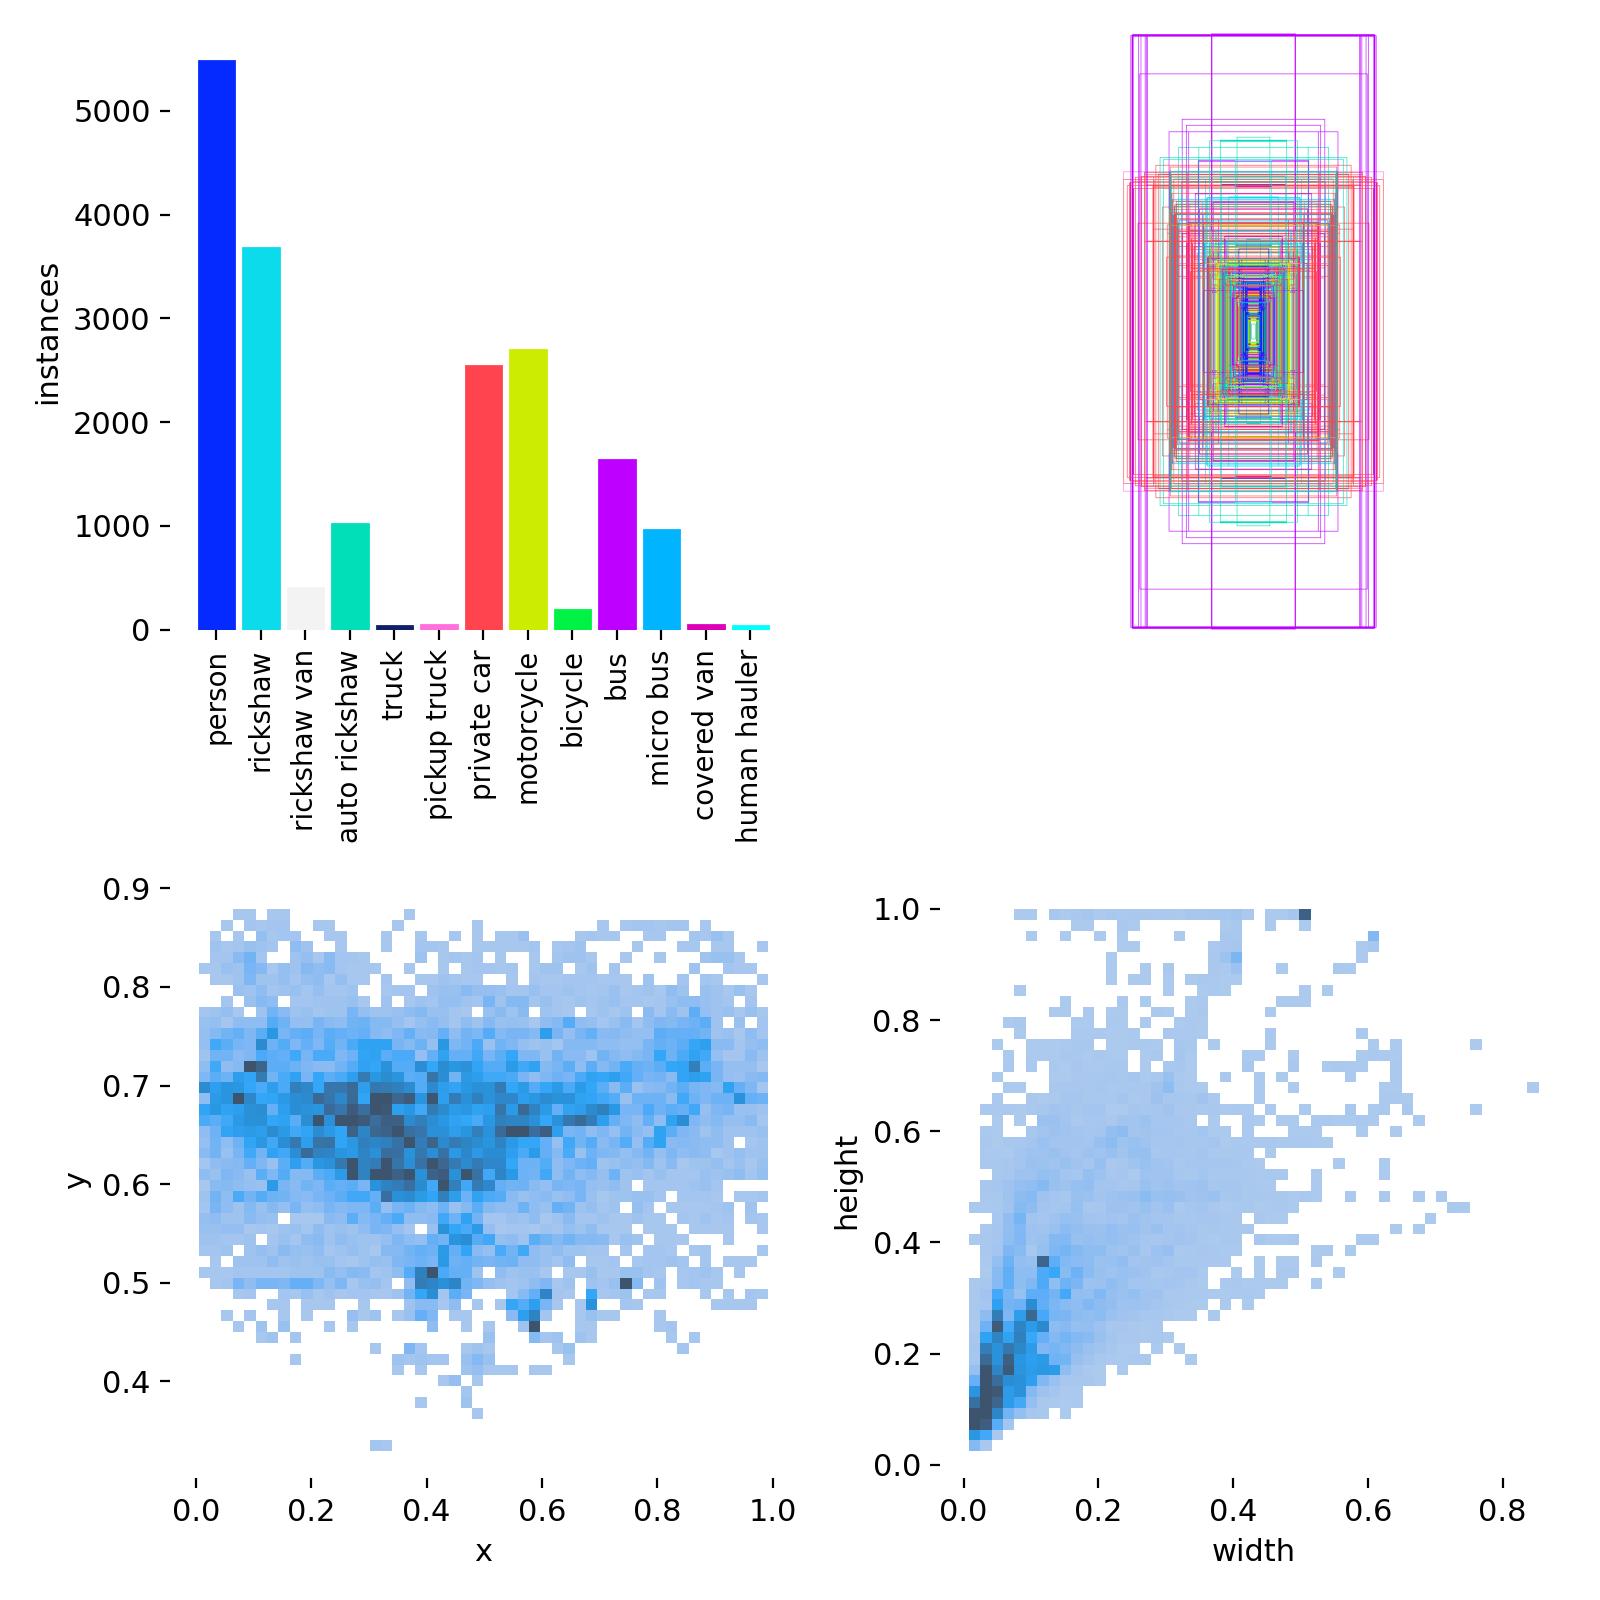 instances
5000
4000
3000
2000
1000
0
person
rickshaw
rickshaw van
auto rickshaw
truck
pickup truck
private car
motorcycle
bicycle
bus
micro bus
covered van
human hauler
y
0.9
0.8
0.7
0.6
0.5
0.4
0.0 0.2 0.4 0.6 0.8 1.0
x
height
1.0
0.8
0.6
0.4
0.2
0.0
0.0 0.2 0.4 0.6 0.8
width